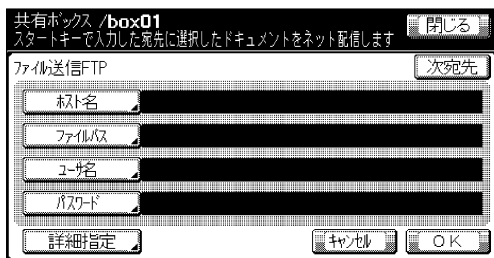 共有ボックス /box01
閉じる
スタートキーで入力した宛先に選択したドキュメントをネット配信します
ファイル送信FTP
次宛先
ホスト名
ファイルパス
ユーザ名
パスワード
詳細指定
キャンセル
OK